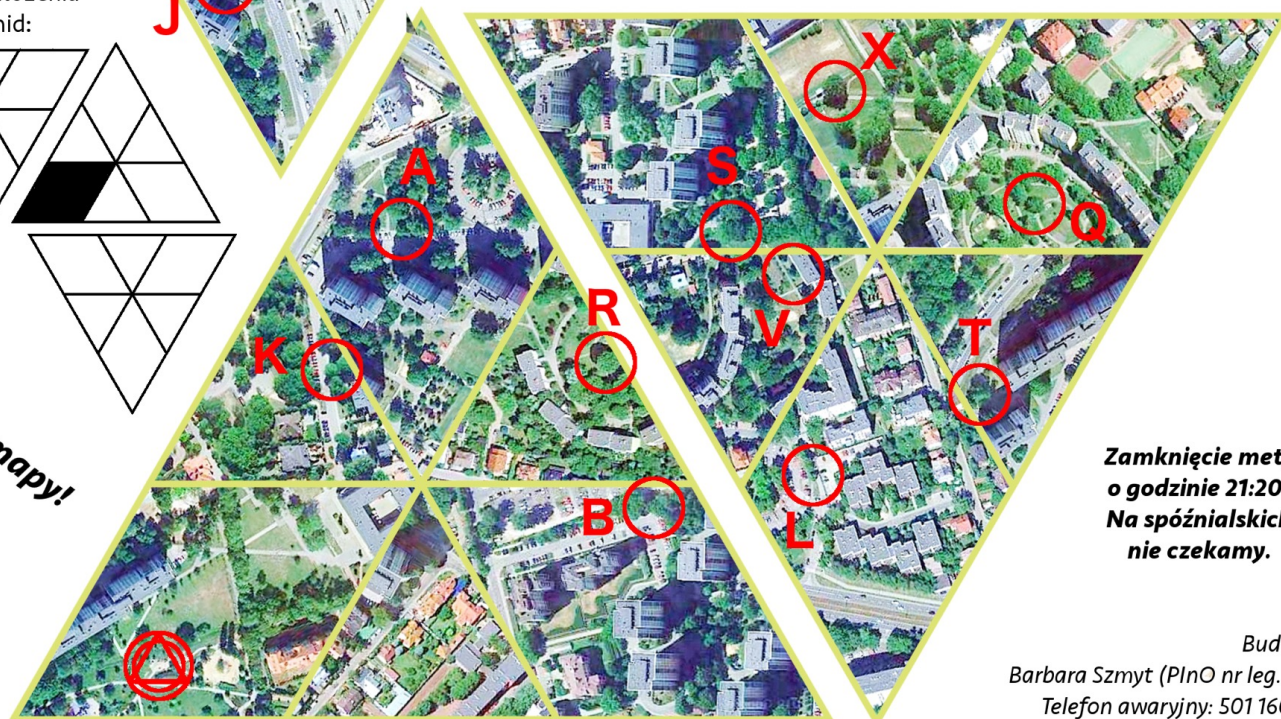 nid:
J
X
A
S
Q
R
K
V
T
mapy!
B
L
Zamknięcie met
o godzinie 21:20
Na spóźnialskich
nie czekamy.
Bud
Barbara Szmyt (PInO nr leg.
Telefon awaryjny: 501 16